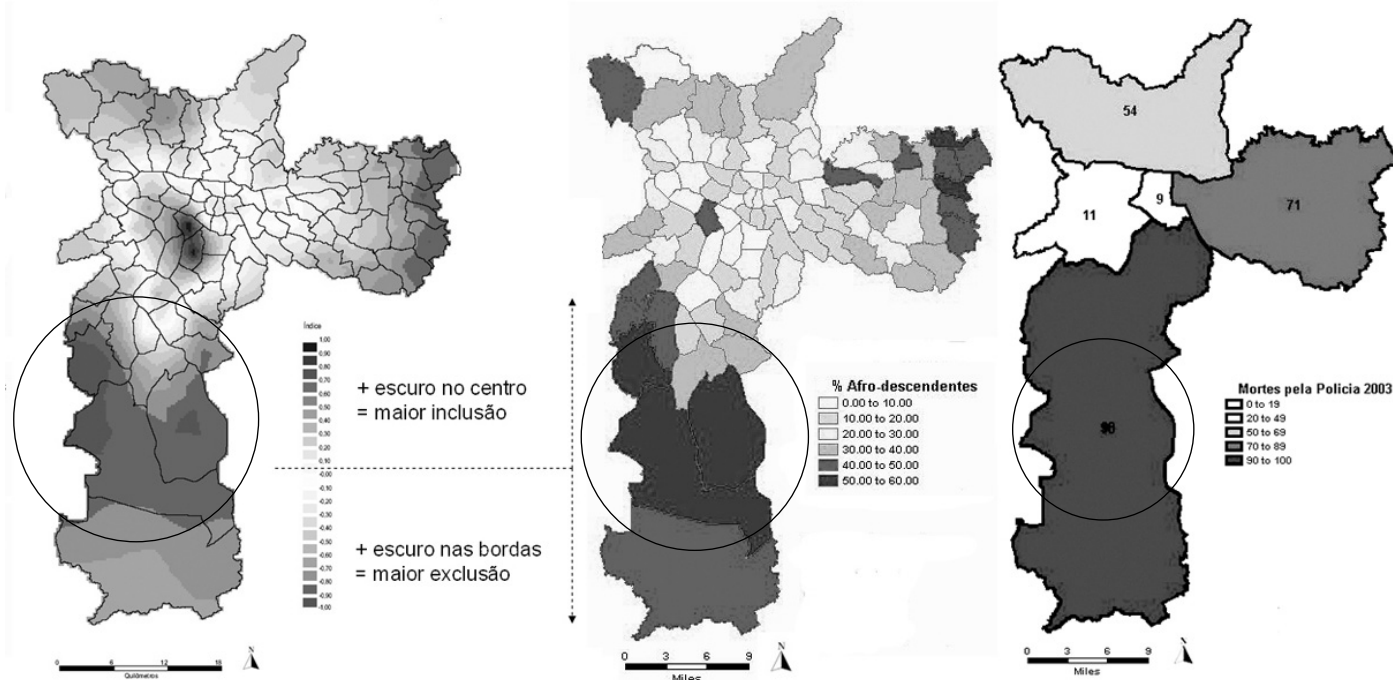 Índice
1,00
0,90
0,80
0,70
0,60
0,50
0,40
0,30
0,20
0,10
-0,00
-0,10
-0,20
-0,30
-0,40
-0,50
-0,60
-0,70
-0,80
-0,90
-1,00
+ escuro no centro
= maior inclusão
+ escuro nas bordas
= maior exclusão
0 6 12 18
Quilômetros
N
% Afro-descendentes
0.00 to 10.00
10.00 to 20.00
20.00 to 30.00
30.00 to 40.00
40.00 to 50.00
50.00 to 60.00
0 3 6 9
Miles
N
54
9
11
71
Mortes pela Policia 2003
0 to 19
20 to 49
50 to 69
70 to 89
90 to 100
0 3 6 9
Miles
N